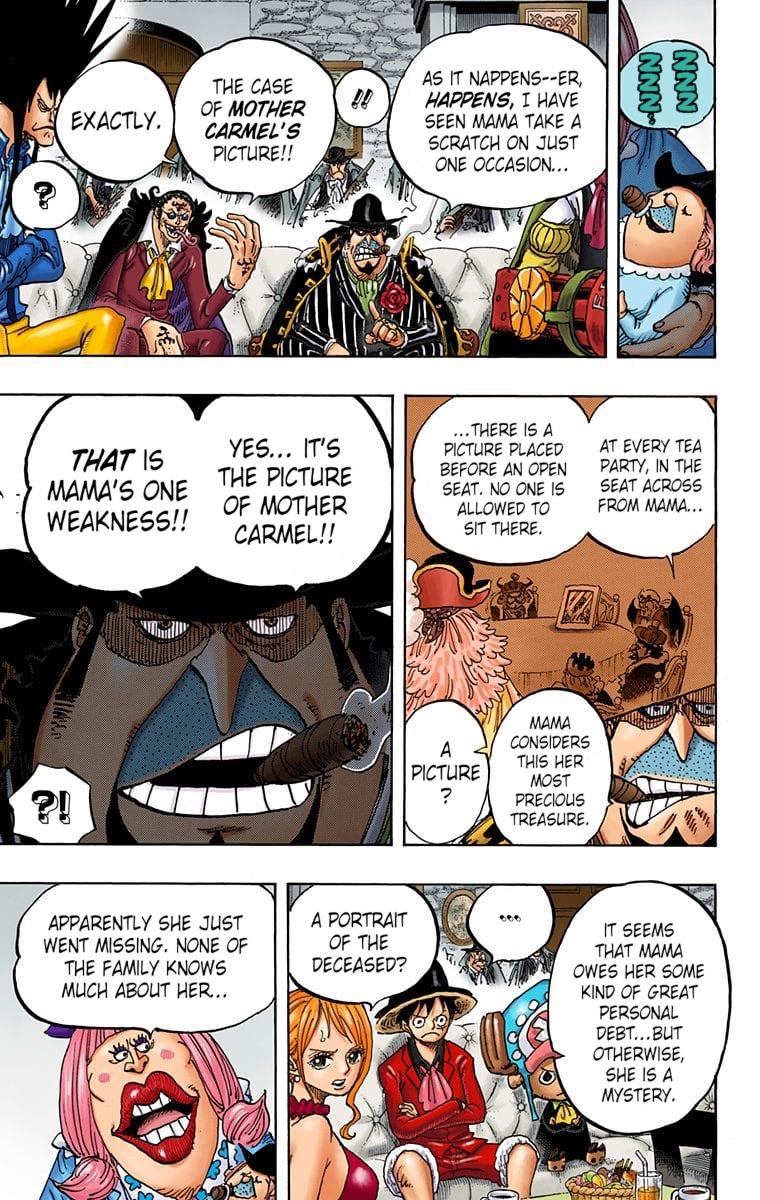 NNN
NNN
AS IT NAPPENS--ER,
HAPPENS, I HAVE
SEEN MAMA TAKE A
SCRATCH ON JUST
ONE OCCASION...
!!
THE CASE
OF MOTHER
CARMEL'S
PICTURE!!
EXACTLY.
?
AT EVERY TEA
PARTY, IN THE
SEAT ACROSS
FROM MAMA...
...THERE IS A
PICTURE PLACED
BEFORE AN OPEN
SEAT. NO ONE IS
ALLOWED TO
SIT THERE.
MAMA
CONSIDERS
THIS HER
MOST
PRECIOUS
TREASURE.
A
PICTURE
?
YES... IT'S
THE PICTURE
OF MOTHER
CARMEL!!
THAT IS
MAMA'S ONE
WEAKNESS!!
?!
IT SEEMS
THAT MAMA
OWES HER SOME
KIND OF GREAT
PERSONAL
DEBT...BUT
OTHERWISE,
SHE IS A
MYSTERY.
...
A PORTRAIT
OF THE
DECEASED?
APPARENTLY SHE JUST
WENT MISSING. NONE OF
THE FAMILY KNOWS
MUCH ABOUT HER...